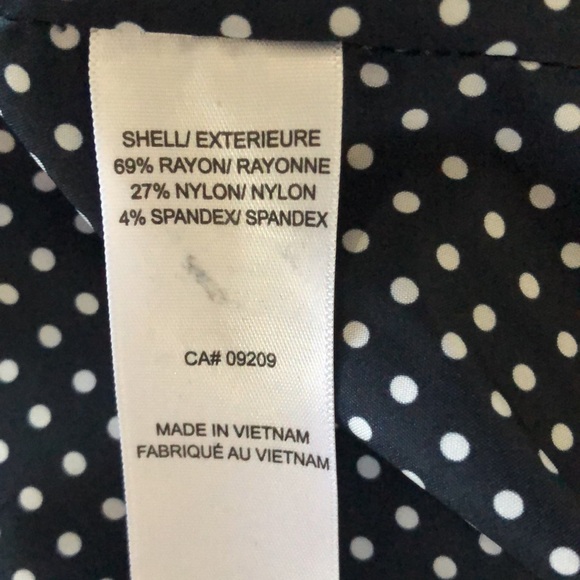 SHELL/ EXTERIEURE
69% RAYON/ RAYONNE
27% NYLON/ NYLON
4% SPANDEX/ SPANDEX
CA# 09209
MADE IN VIETNAM
FABRIQUÉ AU VIETNAM